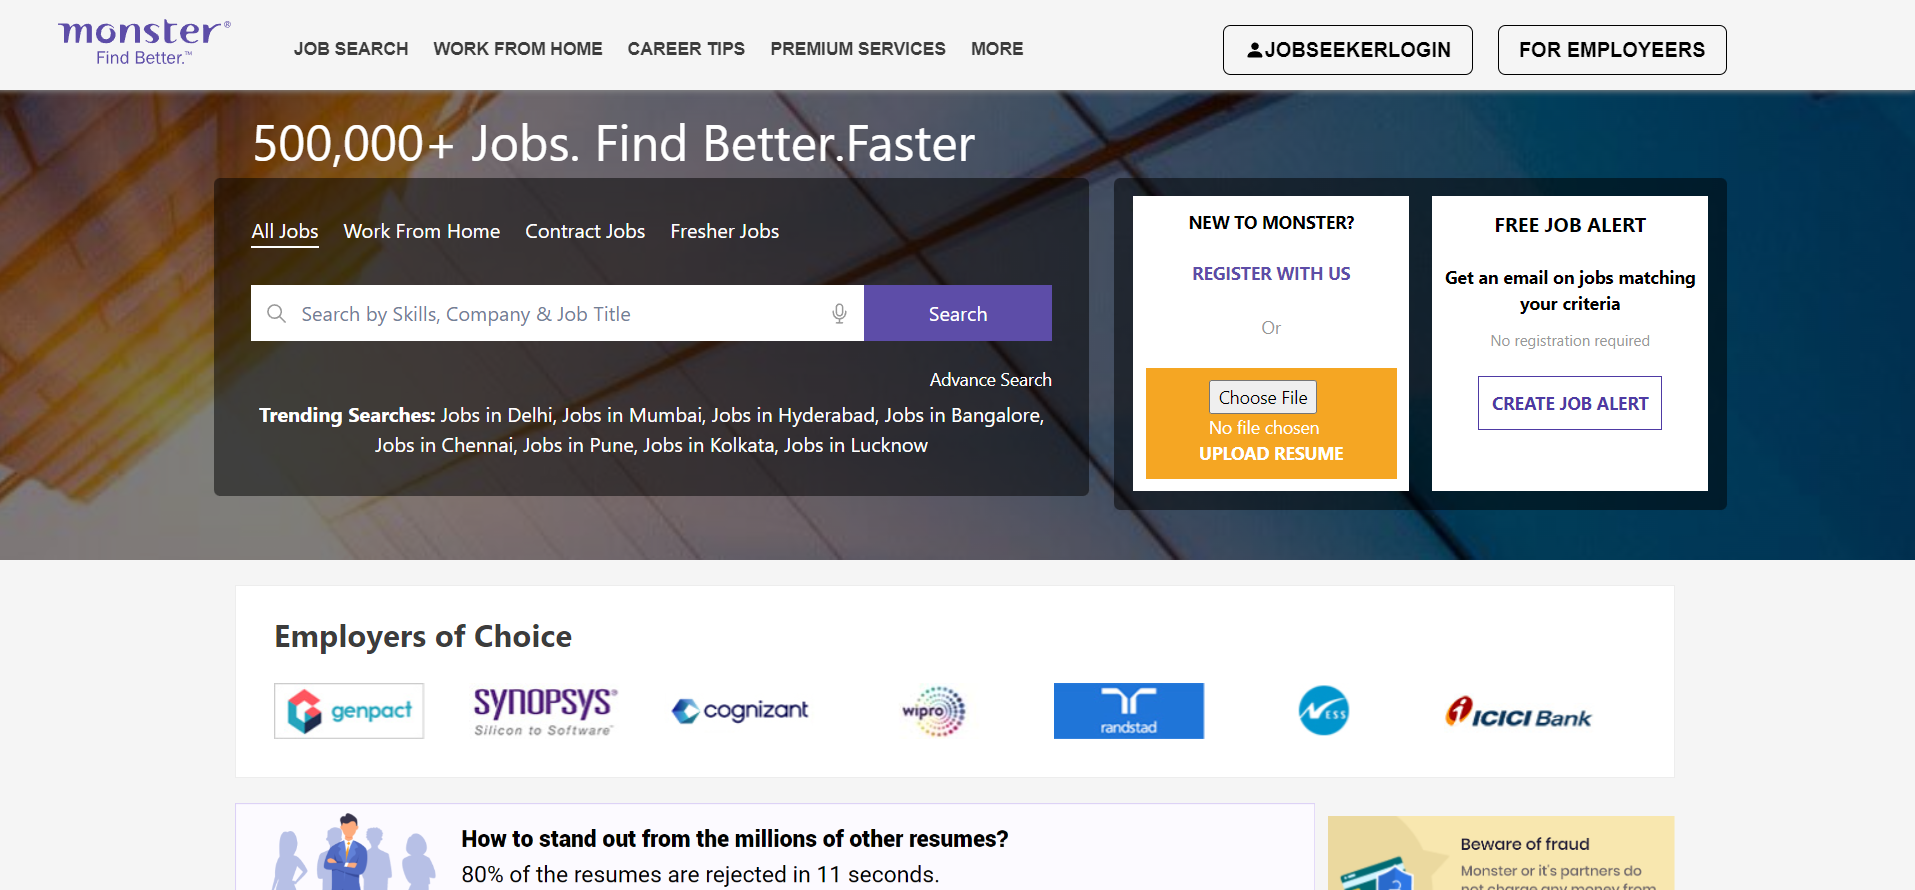 monster®
Find Better.™
JOB SEARCH
WORK FROM HOME
CAREER TIPS
PREMIUM SERVICES
MORE
JOBSEEKERLOGIN
FOR EMPLOYEERS
500,000+ Jobs. Find Better.Faster
All Jobs
Work From Home
Contract Jobs
Fresher Jobs
Search by Skills, Company & Job Title
Search
Advance Search
Trending Searches: Jobs in Delhi, Jobs in Mumbai, Jobs in Hyderabad, Jobs in Bangalore,
Jobs in Chennai, Jobs in Pune, Jobs in Kolkata, Jobs in Lucknow
NEW TO MONSTER?
REGISTER WITH US
Or
Choose File
No file chosen
UPLOAD RESUME
FREE JOB ALERT
Get an email on jobs matching
your criteria
No registration required
CREATE JOB ALERT
Employers of Choice
genpact
SYNOPSYS®
Silicon to Software™
cognizant
wipro
randstad
NESS
ICICI Bank
How to stand out from the millions of other resumes?
80% of the resumes are rejected in 11 seconds.
Beware of fraud
Monster or it's partners do
not charge any money from